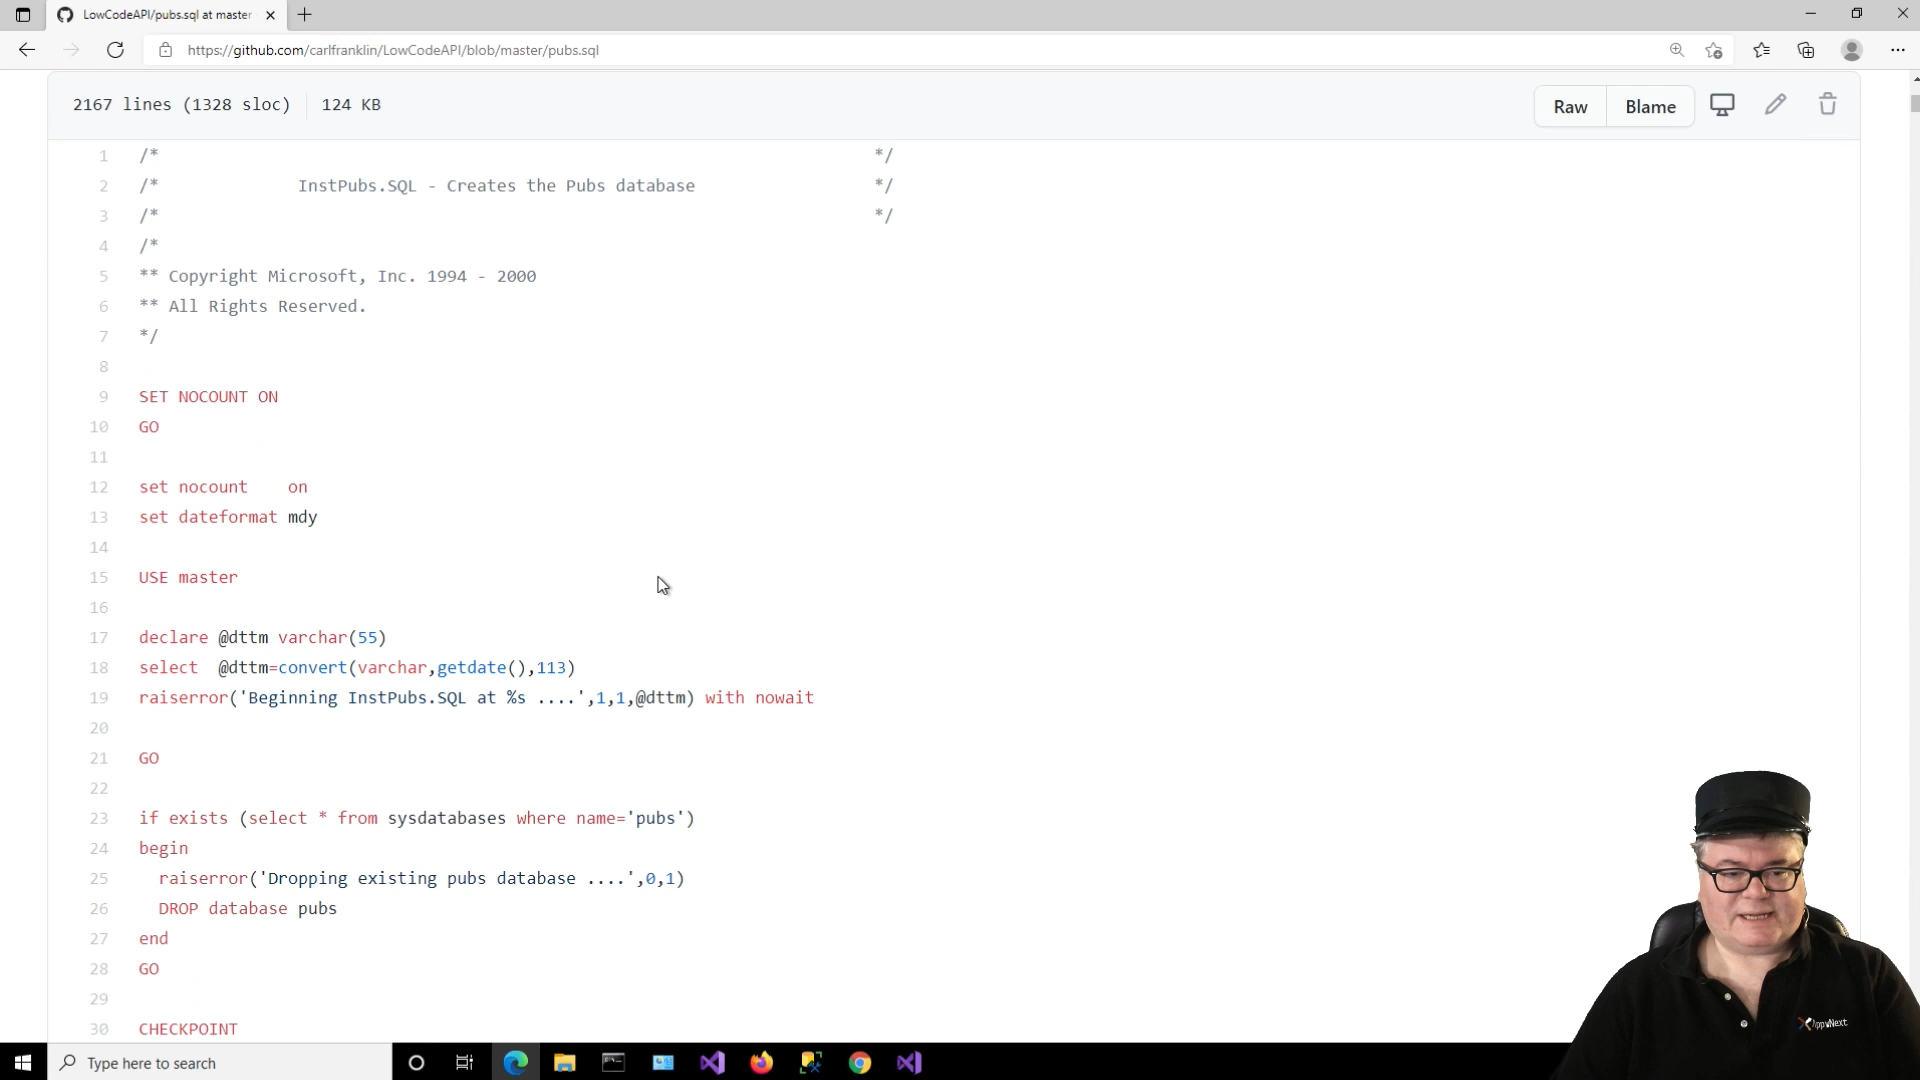 LowCodeAPI/pubs.sql at master
https://github.com/carlfranklin/LowCodeAPI/blob/master/pubs.sql
2167 lines (1328 sloc) 124 KB
Raw Blame
1 /* */
2 /* InstPubs.SQL - Creates the Pubs database */
3 /* */
4 /*
5 ** Copyright Microsoft, Inc. 1994 - 2000
6 ** All Rights Reserved.
7 */
8
9 SET NOCOUNT ON
10 GO
11
12 set nocount on
13 set dateformat mdy
14
15 USE master
16
17 declare @dttm varchar(55)
18 select @dttm=convert(varchar,getdate(),113)
19 raiserror('Beginning InstPubs.SQL at %s ....',1,1,@dttm) with nowait
20
21 GO
22
23 if exists (select * from sysdatabases where name='pubs')
24 begin
25 raiserror('Dropping existing pubs database ....',0,1)
26 DROP database pubs
27 end
28 GO
29
30 CHECKPOINT
AppvNext
Type here to search